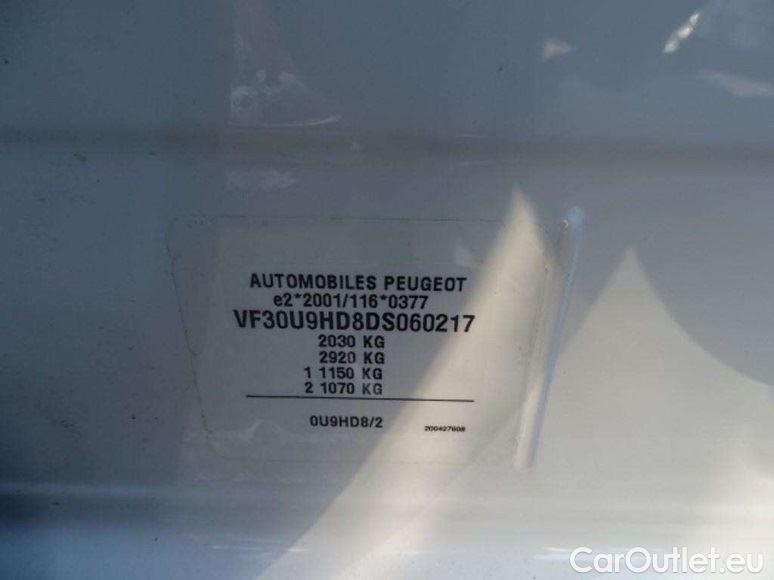 AUTOMOBILES PEUGEOT
e2*2001/116*0377
VF30U9HD8DS060217
2030 KG
2920 KG
1 1150 KG
2 1070 KG
0U9HD8/2
200427608
CarOutlet.eu